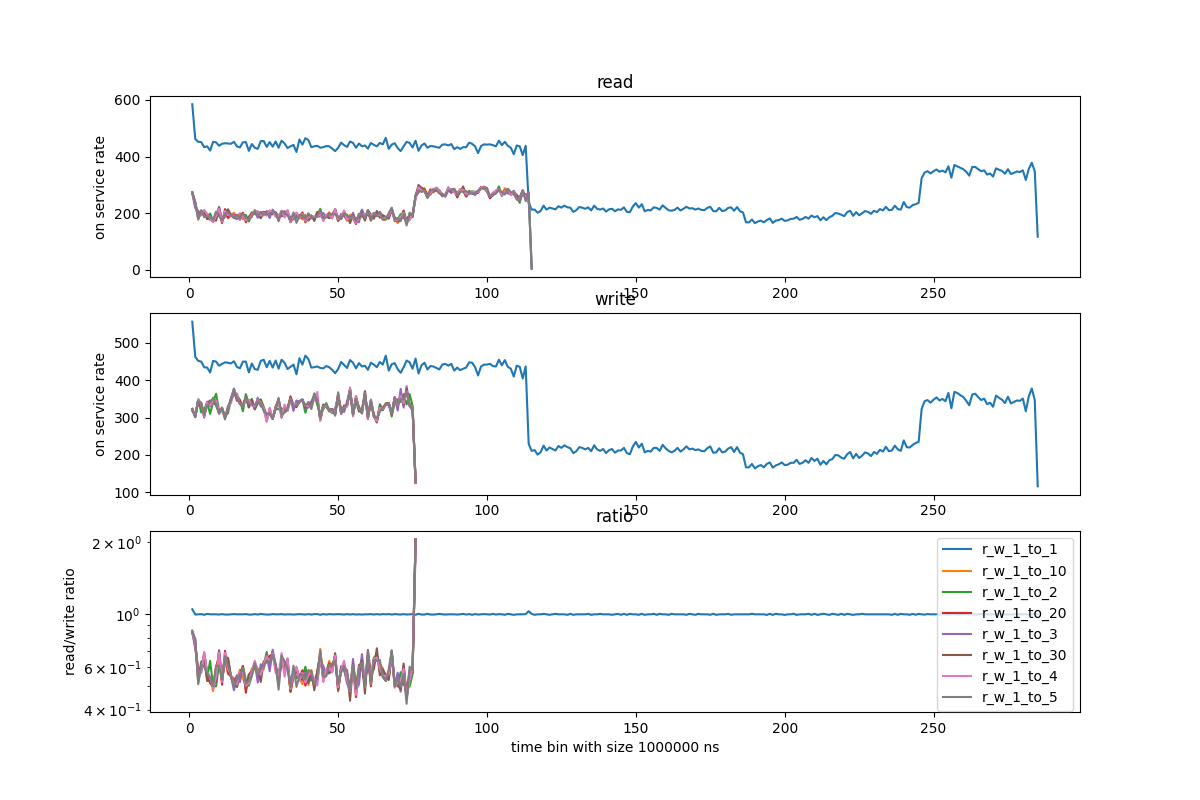 read
on service rate
600
400
200
0
0 50 100 150 200 250
write
on service rate
500
400
300
200
100
0 50 100 150 200 250
ratio
read/write ratio
2 × 10⁰
10⁰
6 × 10⁻¹
4 × 10⁻¹
r_w_1_to_1
r_w_1_to_10
r_w_1_to_2
r_w_1_to_20
r_w_1_to_3
r_w_1_to_30
r_w_1_to_4
r_w_1_to_5
0 50 100 150 200 250
time bin with size 1000000 ns